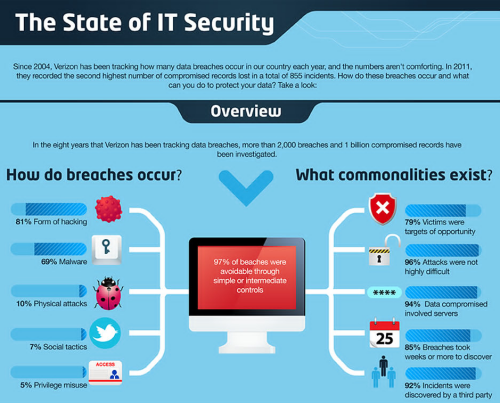 The State of IT Security
Since 2004, Verizon has been tracking how many data breaches occur in our country each year, and the numbers aren't comforting. In 2011,
they recorded the second highest number of compromised records lost in a total of 855 incidents. How do these breaches occur and what
can you do to protect your data? Take a look:
Overview
In the eight years that Verizon has been tracking data breaches, more than 2,000 breaches and 1 billion compromised records have
been investigated.
How do breaches occur?
81% Form of hacking
69% Malware
10% Physical attacks
7% Social tactics
ACCESS
5% Privilege misuse
97% of beaches were
avoidable through
simple or intermediate
controls
What commonalities exist?
79% Victims were
targets of opportunity
96% Attacks were not
highly difficult
****
94% Data compromised
involved servers
25
85% Breaches took
weeks or more to discover
92% Incidents were
discovered by a third party